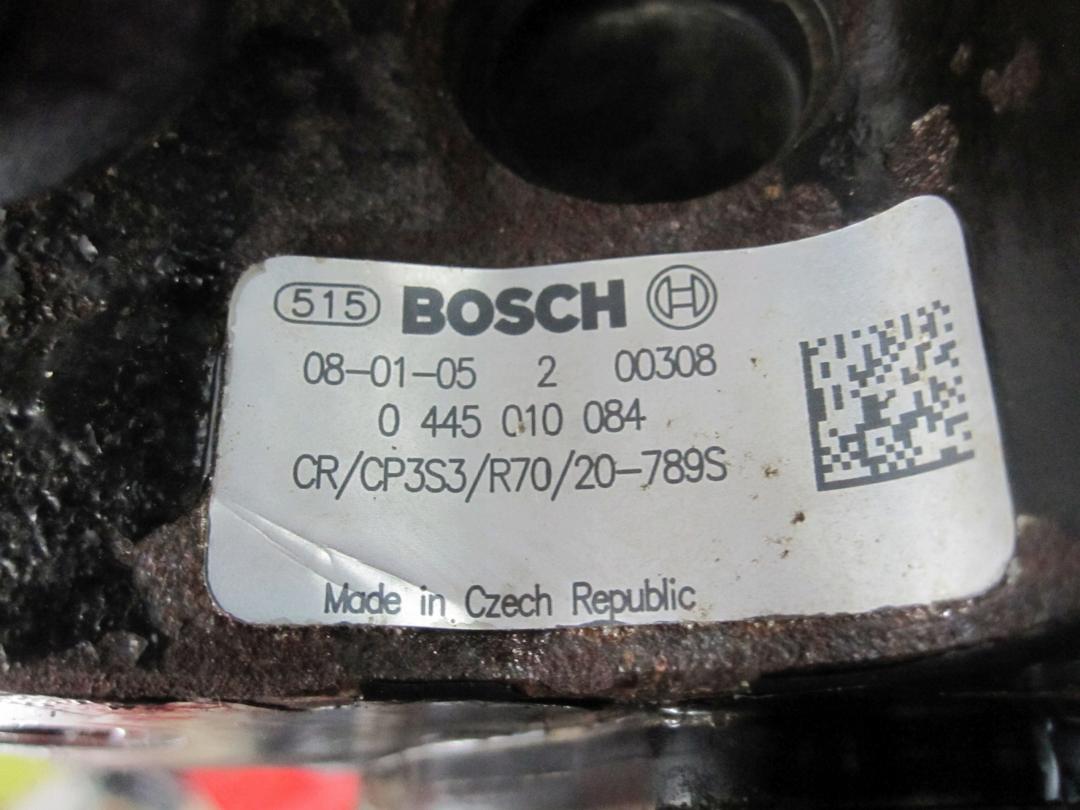 515 BOSCH
08-01-05 2 00308
0 445 010 084
CR/CP3S3/R70/20-789S
Made in Czech Republic